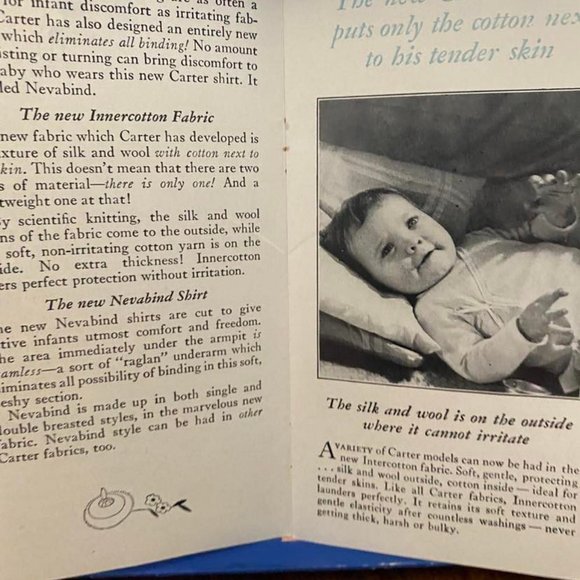 for infant discomfort as irritating fab-
Carter has also designed an entirely new
which eliminates all binding! No amount
sting or turning can bring discomfort to
aby who wears this new Carter shirt. It
led Nevabind.
The new Innercotton Fabric
new fabric which Carter has developed is
xture of silk and wool with cotton next to
kin. This doesn't mean that there are two
s of material—there is only one! And a
tweight one at that!
y scientific knitting, the silk and wool
ns of the fabric come to the outside, while
soft, non-irritating cotton yarn is on the
ide. No extra thickness! Innercotton
ers perfect protection without irritation.
The new Nevabind Shirt
he new Nevabind shirts are cut to give
tive infants utmost comfort and freedom.
he area immediately under the armpit is
amless—a sort of "raglan" underarm which
liminates all possibility of binding in this soft,
eshy section.
Nevabind is made up in both single and
double breasted styles, in the marvelous new
fabric. Nevabind style can be had in other
Carter fabrics, too.
The new
puts only the cotton nex
to his tender skin
The silk and wool is on the outside
where it cannot irritate
A VARIETY of Carter models can now be had in the
new Intercotton fabric. Soft, gentle, protecting
... silk and wool outside, cotton inside — ideal for
tender skins. Like all Carter fabrics, Innercotton
launders perfectly. It retains its soft texture and
gentle elasticity after countless washings — never
getting thick, harsh or bulky.